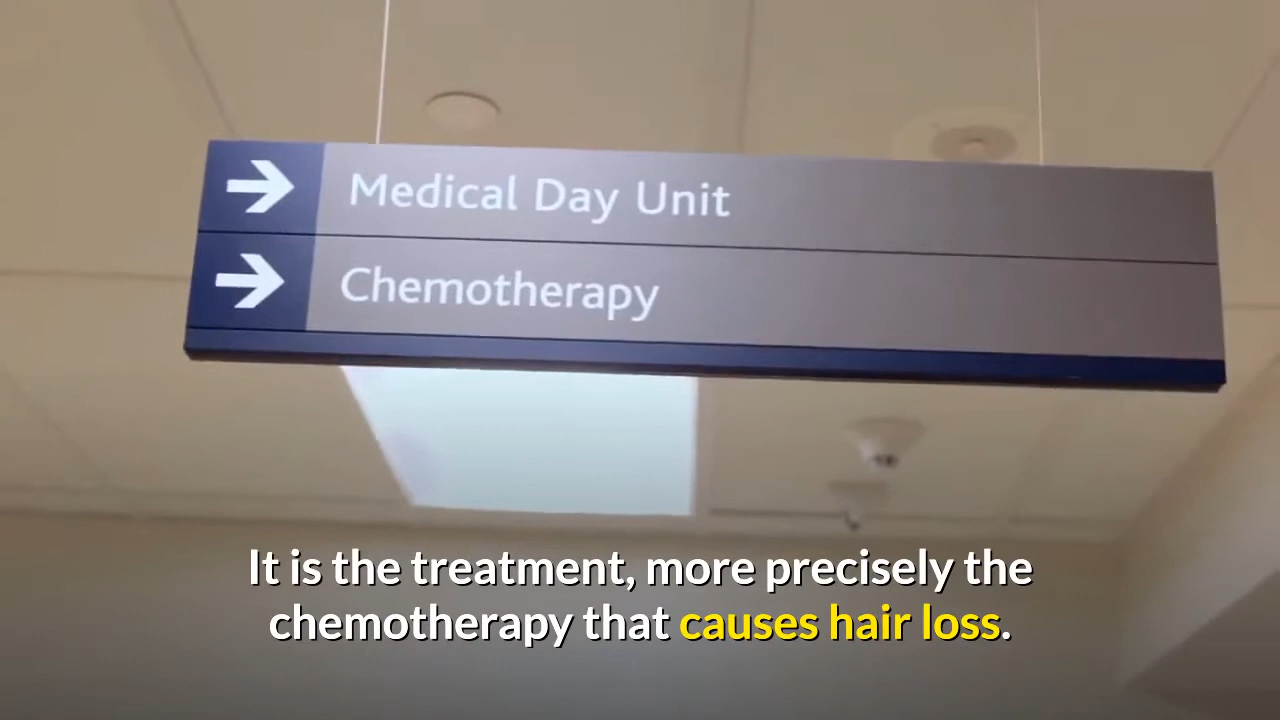 Medical Day Unit
Chemotherapy
It is the treatment, more precisely the
chemotherapy that causes hair loss.